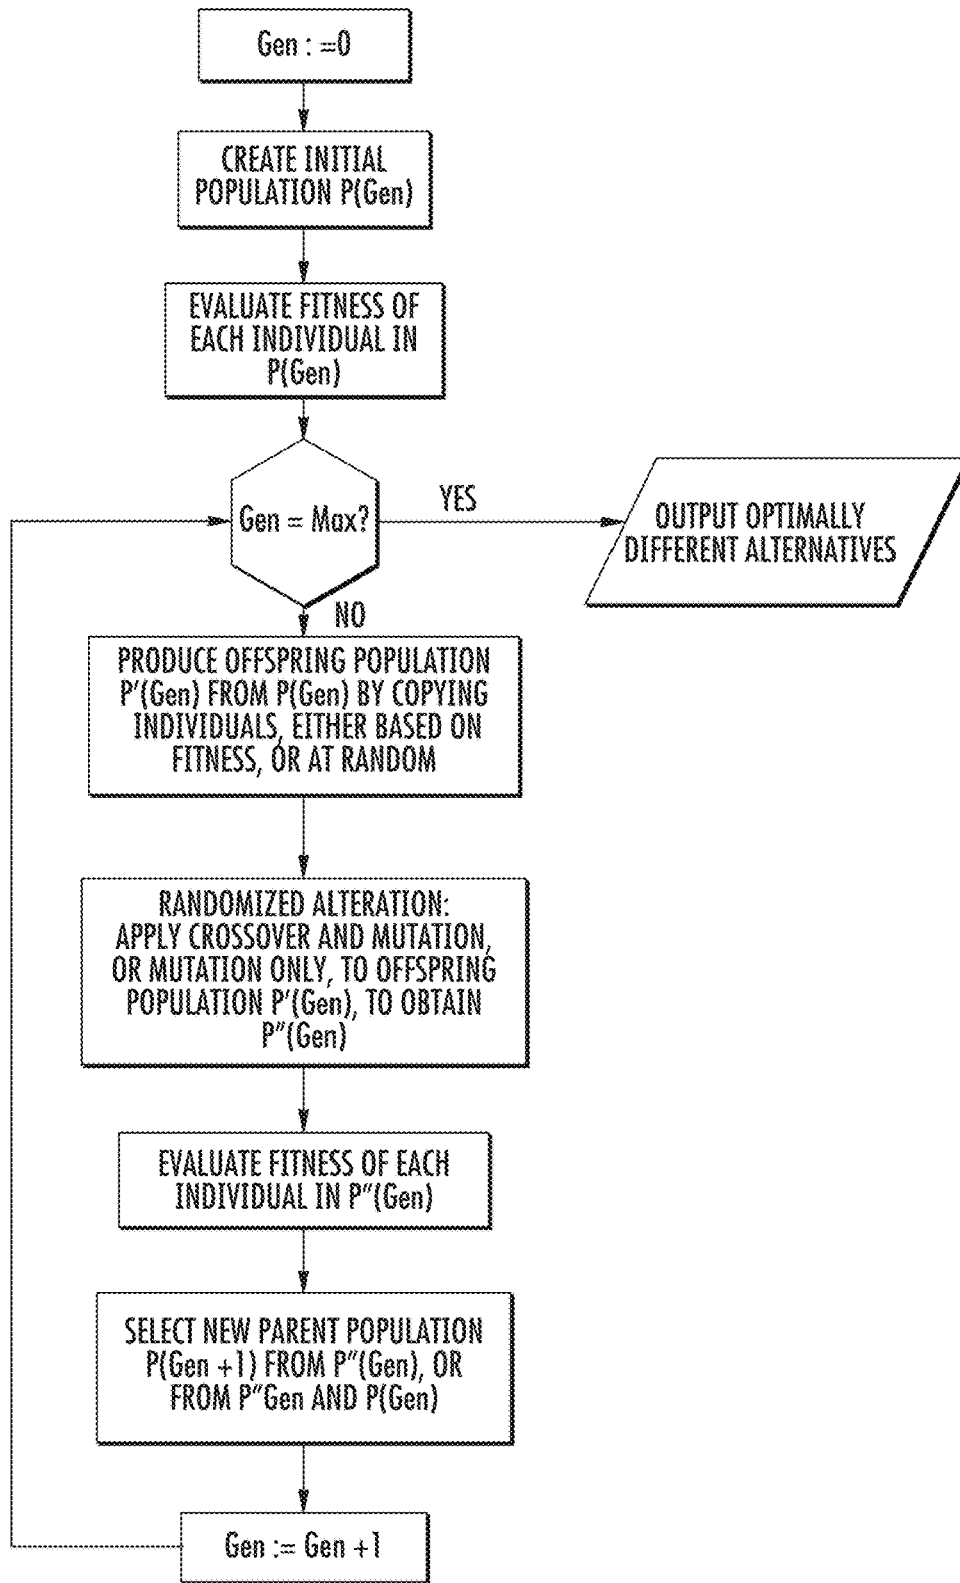 Gen : =0
CREATE INITIAL
POPULATION P(Gen)
EVALUATE FITNESS OF
EACH INDIVIDUAL IN
P(Gen)
Gen = Max?
YES
OUTPUT OPTIMALLY
DIFFERENT ALTERNATIVES
NO
PRODUCE OFFSPRING POPULATION
P'(Gen) FROM P(Gen) BY COPYING
INDIVIDUALS, EITHER BASED ON
FITNESS, OR AT RANDOM
RANDOMIZED ALTERATION:
APPLY CROSSOVER AND MUTATION,
OR MUTATION ONLY, TO OFFSPRING
POPULATION P'(Gen), TO OBTAIN
P"(Gen)
EVALUATE FITNESS OF EACH
INDIVIDUAL IN P"(Gen)
SELECT NEW PARENT POPULATION
P(Gen +1) FROM P"(Gen), OR
FROM P"Gen AND P(Gen)
Gen := Gen +1